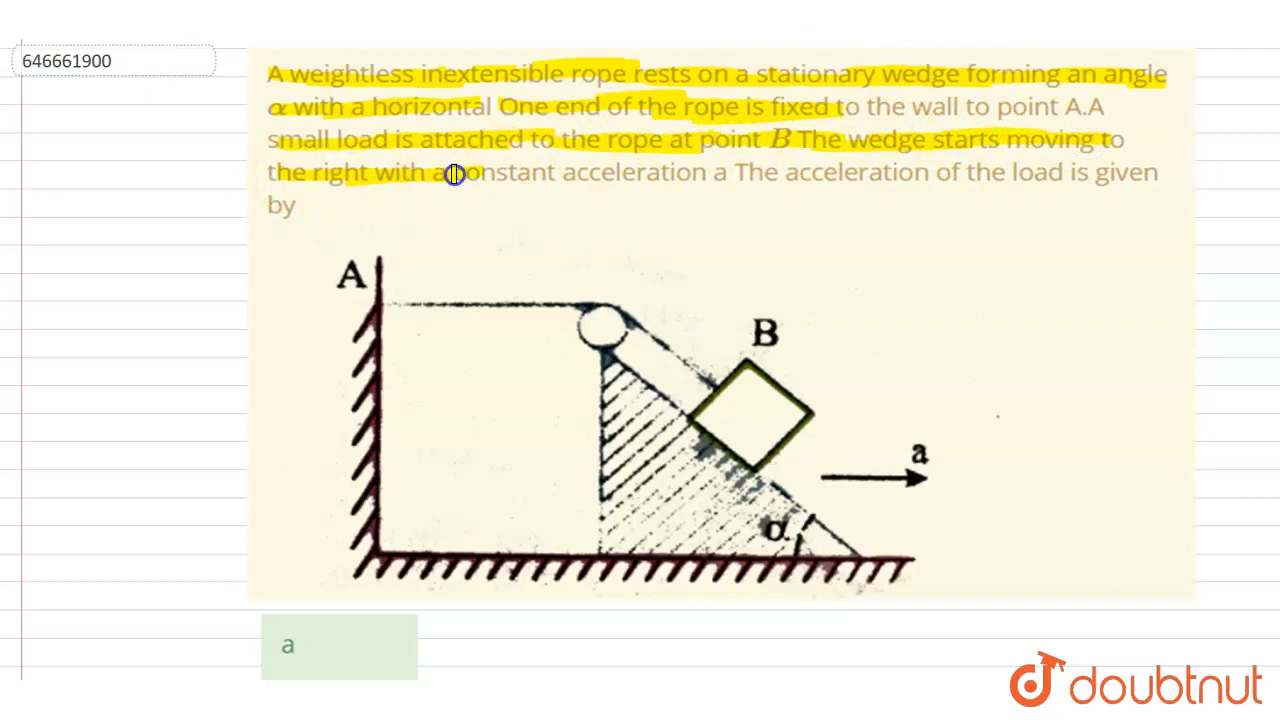 646661900
A weightless inextensible rope rests on a stationary wedge forming an angle
α with a horizontal One end of the rope is fixed to the wall to point A.A
small load is attached to the rope at point B The wedge starts moving to
the right with a constant acceleration a The acceleration of the load is given
by
A
B
a
α
a
doubtnut